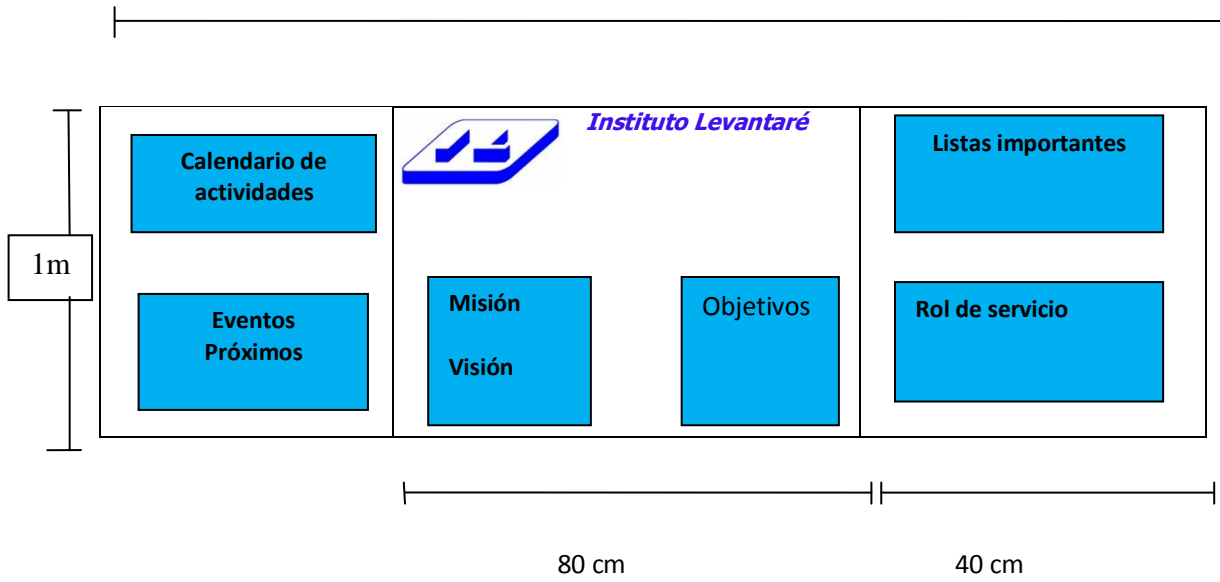 Instituto Levantaré
Calendario de
actividades
Listas importantes
1m
Eventos
Próximos
Misión
Visión
Objetivos
Rol de servicio
80 cm
40 cm